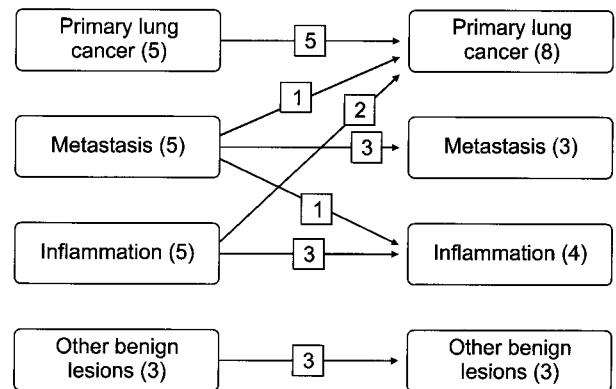 Primary lung
cancer (5)
5
Primary lung
cancer (8)
1
2
Metastasis (5)
3
Metastasis (3)
1
Inflammation (5)
3
Inflammation (4)
Other benign
lesions (3)
3
Other benign
lesions (3)